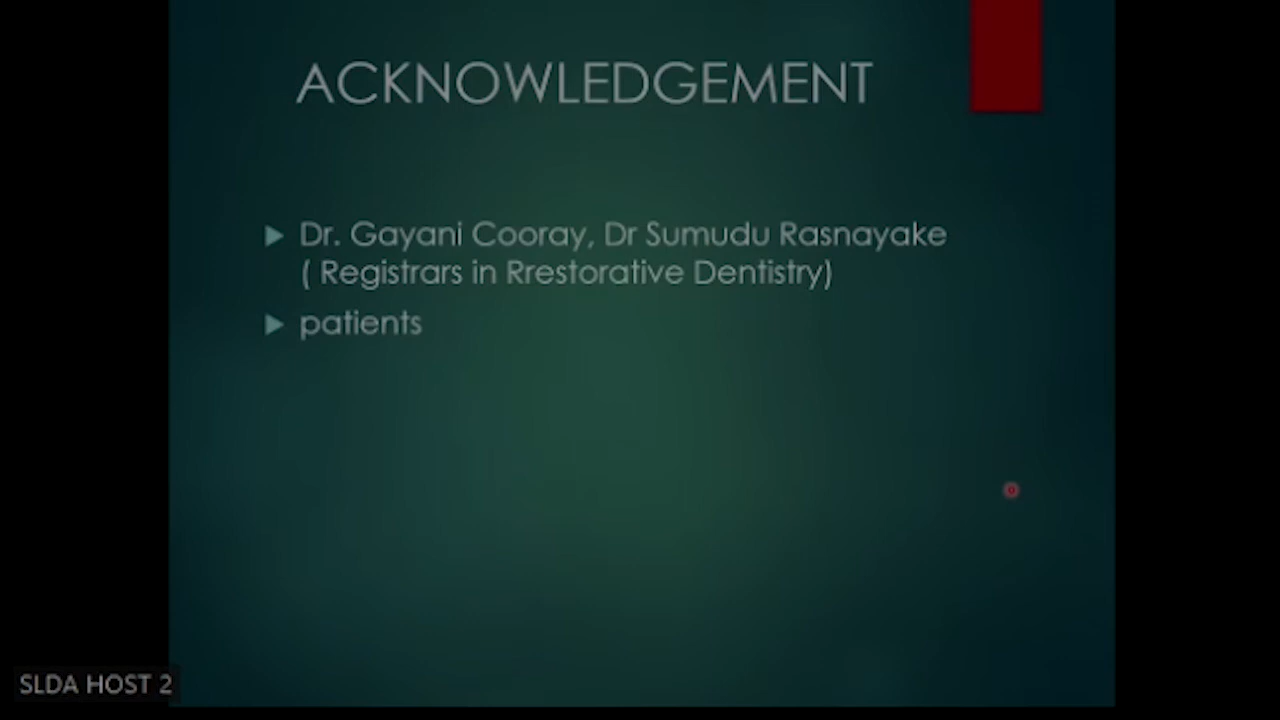 ACKNOWLEDGEMENT
Dr. Gayani Cooray, Dr Sumudu Rasnayake
( Registrars in Rrestorative Dentistry)
patients
SLDA HOST 2